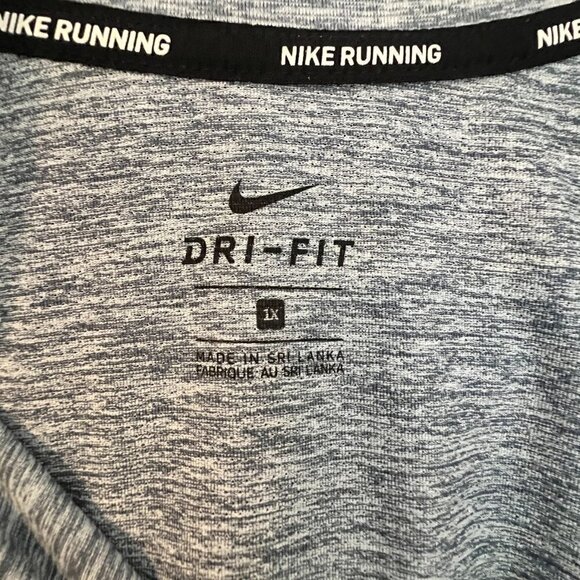 NIKE RUNNING NIKE RUNNING NIKE
DRI-FIT
1X
MADE IN SRI LANKA
FABRIQUE AU SRI LANKA